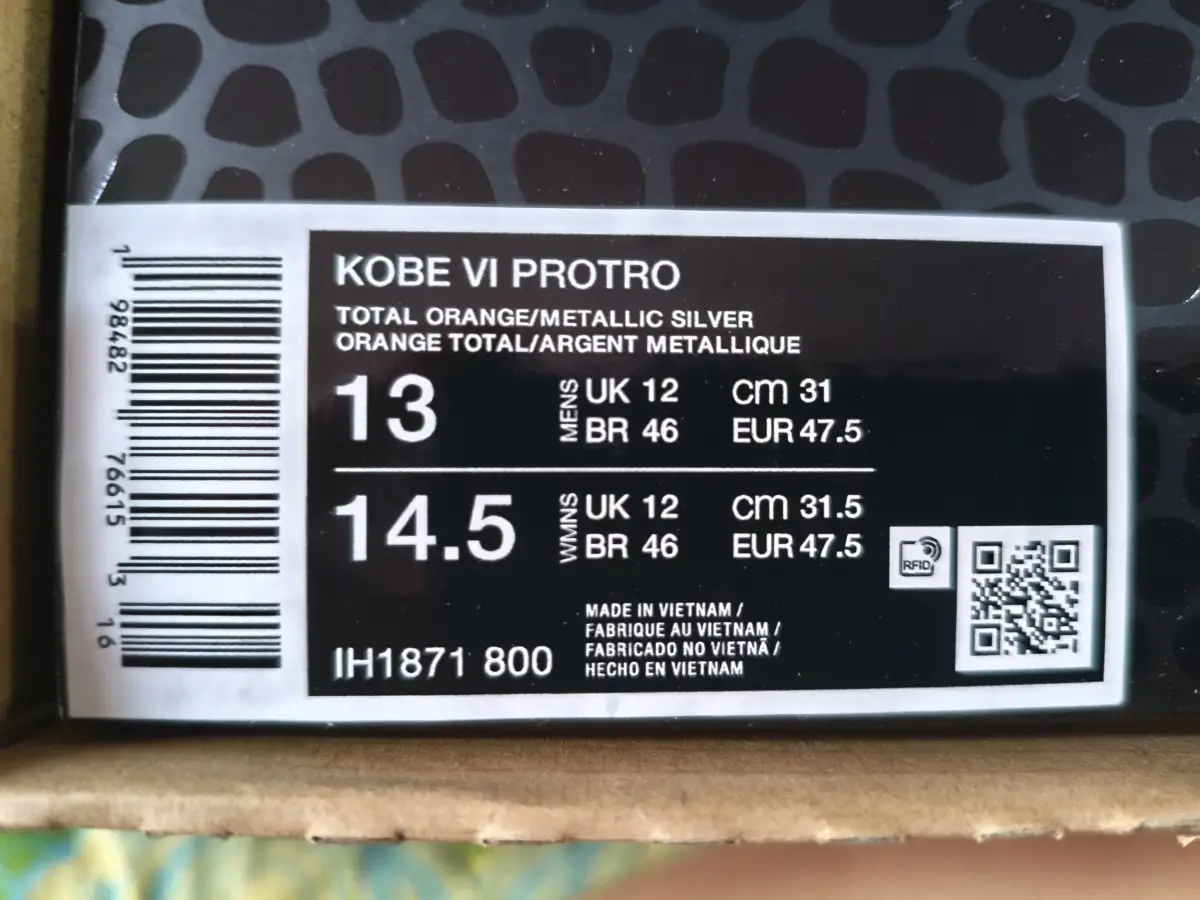 1 98482 76615 3 16
KOBE VI PROTRO
TOTAL ORANGE/METALLIC SILVER
ORANGE TOTAL/ARGENT METALLIQUE
13 MENS UK 12 cm 31
BR 46 EUR 47.5
14.5 WMNS UK 12 cm 31.5
BR 46 EUR 47.5
RFID
MADE IN VIETNAM /
FABRIQUE AU VIETNAM /
FABRICADO NO VIETNÃ /
HECHO EN VIETNAM
IH1871 800